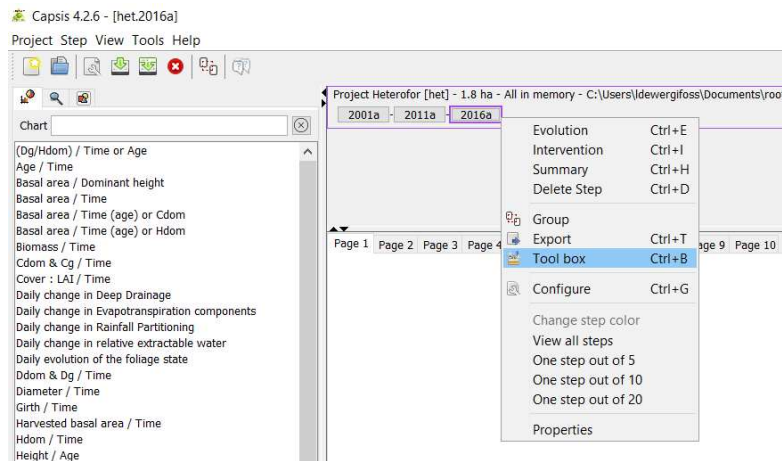 Capsis 4.2.6 - [het.2016a]
Project Step View Tools Help
Project Heterofor [het] - 1.8 ha - All in memory - C:\Users\ldewergifoss\Documents\roo
2001a - 2011a - 2016a
Chart
(Dg/Hdom) / Time or Age
Age / Time
Basal area / Dominant height
Basal area / Time
Basal area / Time (age) or Cdom
Basal area / Time (age) or Hdom
Biomass / Time
Cdom & Cg / Time
Cover : LAI / Time
Daily change in Deep Drainage
Daily change in Evapotranspiration components
Daily change in Rainfall Partitioning
Daily change in relative extractable water
Daily evolution of the foliage state
Ddom & Dg / Time
Diameter / Time
Girth / Time
Harvested basal area / Time
Hdom / Time
Height / Age
Page 1 Page 2 Page 3 Page 4 age 9 Page 10
Evolution Ctrl+E
Intervention Ctrl+I
Summary Ctrl+H
Delete Step Ctrl+D
Group
Export Ctrl+T
Tool box Ctrl+B
Configure Ctrl+G
Change step color
View all steps
One step out of 5
One step out of 10
One step out of 20
Properties